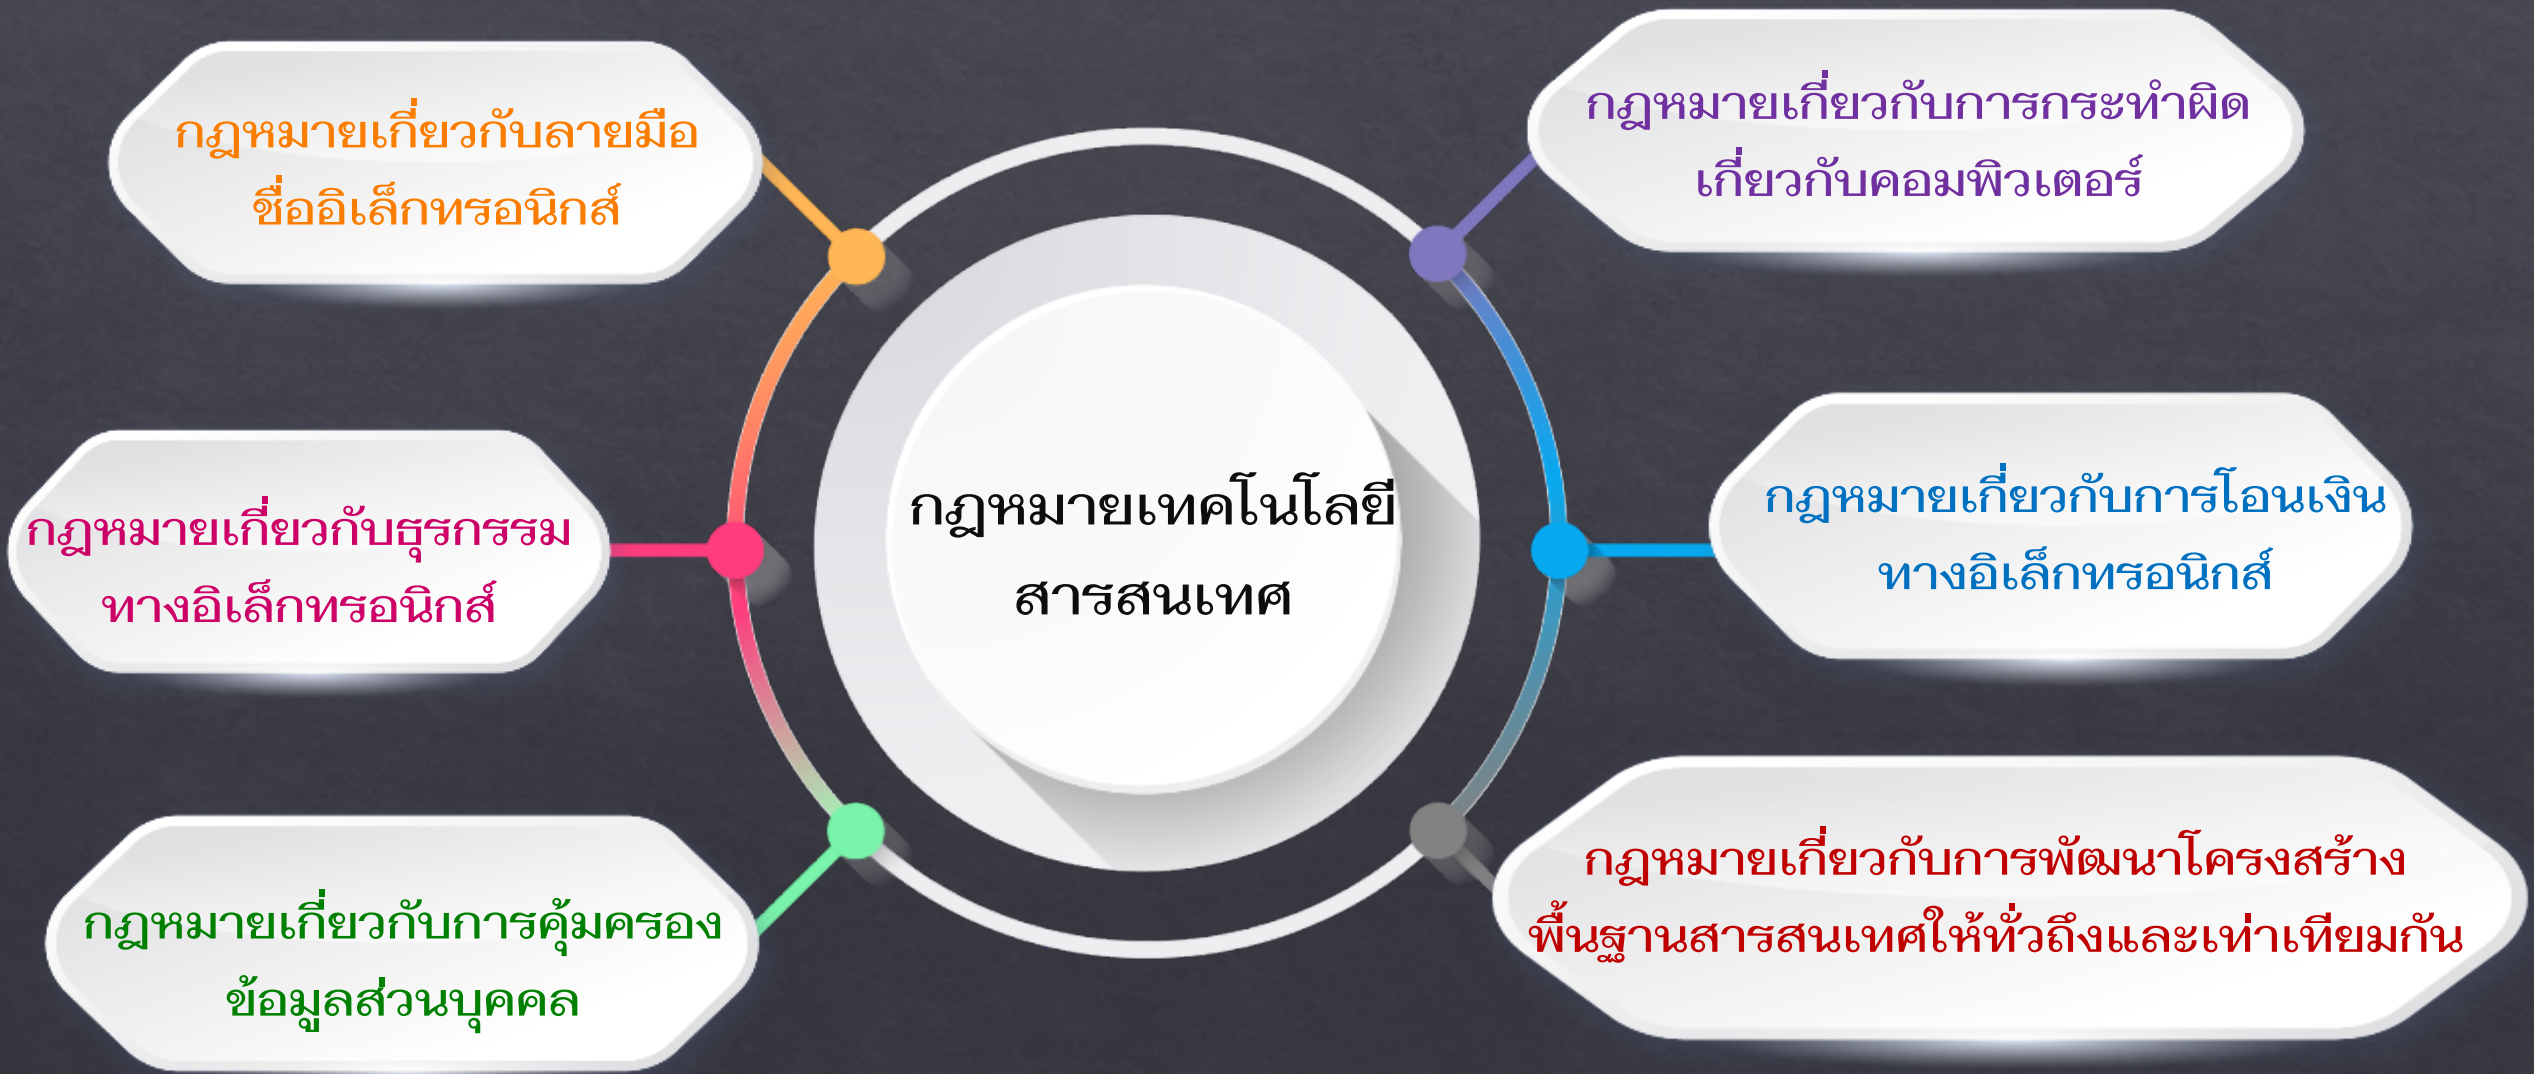 กฎหมายเกี่ยวกับลายมือ
ชื่ออิเล็กทรอนิกส์
กฎหมายเกี่ยวกับธุรกรรม
ทางอิเล็กทรอนิกส์
กฎหมายเกี่ยวกับการคุ้มครอง
ข้อมูลส่วนบุคคล
กฎหมายเทคโนโลยี
สารสนเทศ
กฎหมายเกี่ยวกับการกระทำผิด
เกี่ยวกับคอมพิวเตอร์
กฎหมายเกี่ยวกับการโอนเงิน
ทางอิเล็กทรอนิกส์
กฎหมายเกี่ยวกับการพัฒนาโครงสร้าง
พื้นฐานสารสนเทศให้ทั่วถึงและเท่าเทียมกัน